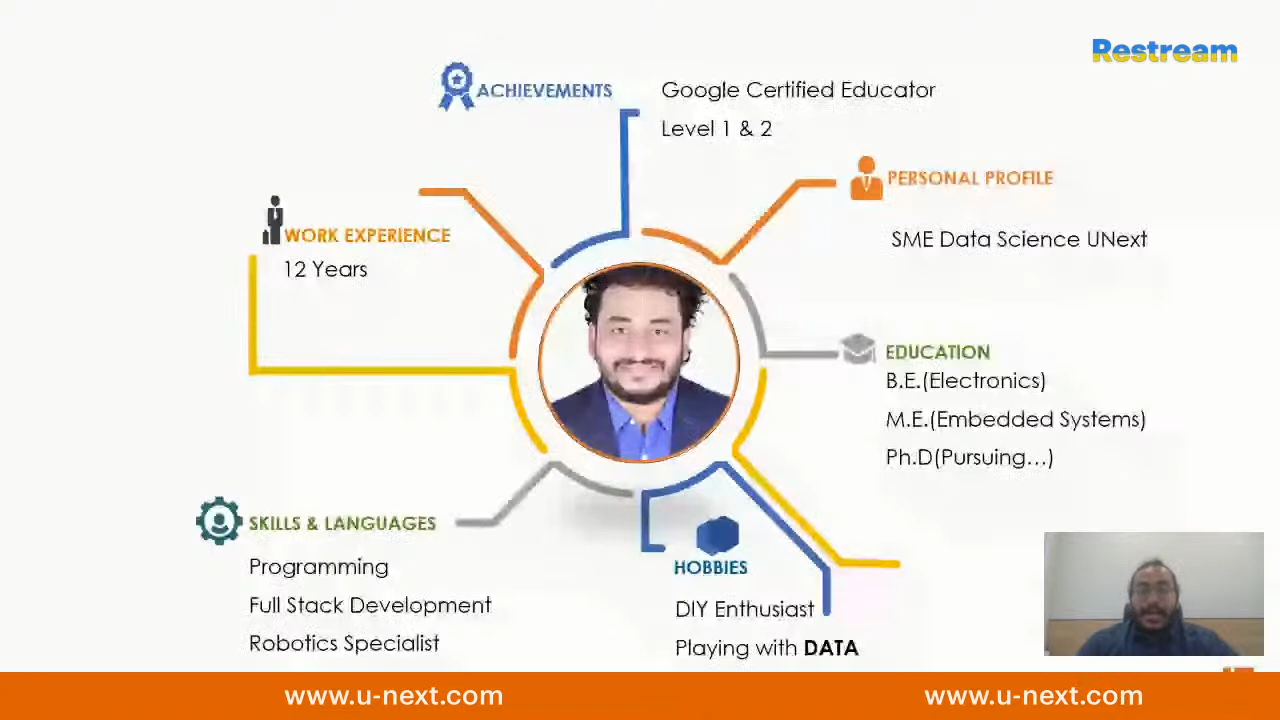 Restream
ACHIEVEMENTS
Google Certified Educator
Level 1 & 2
PERSONAL PROFILE
SME Data Science UNext
WORK EXPERIENCE
12 Years
EDUCATION
B.E.(Electronics)
M.E.(Embedded Systems)
Ph.D(Pursuing...)
SKILLS & LANGUAGES
Programming
Full Stack Development
Robotics Specialist
HOBBIES
DIY Enthusiast
Playing with DATA
www.u-next.com
www.u-next.com